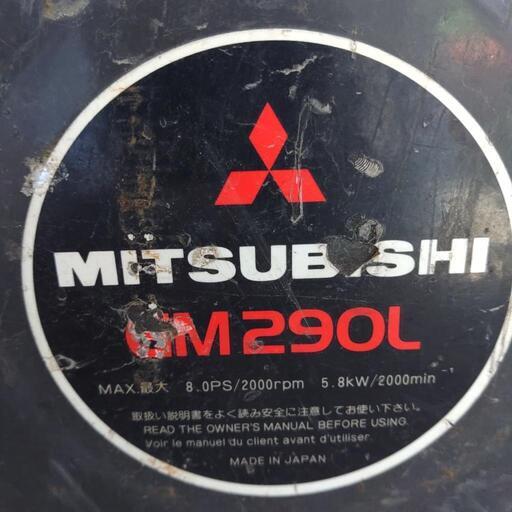 MITSUBISHI
GM290L
MAX.最大 8.0PS/2000rpm 5.8kW/2000min
取扱い説明書をよく読み安全に注意してお使い下さい。
READ THE OWNER'S MANUAL BEFORE USING.
Voir le manuel du client avant d'utiliser
MADE IN JAPAN